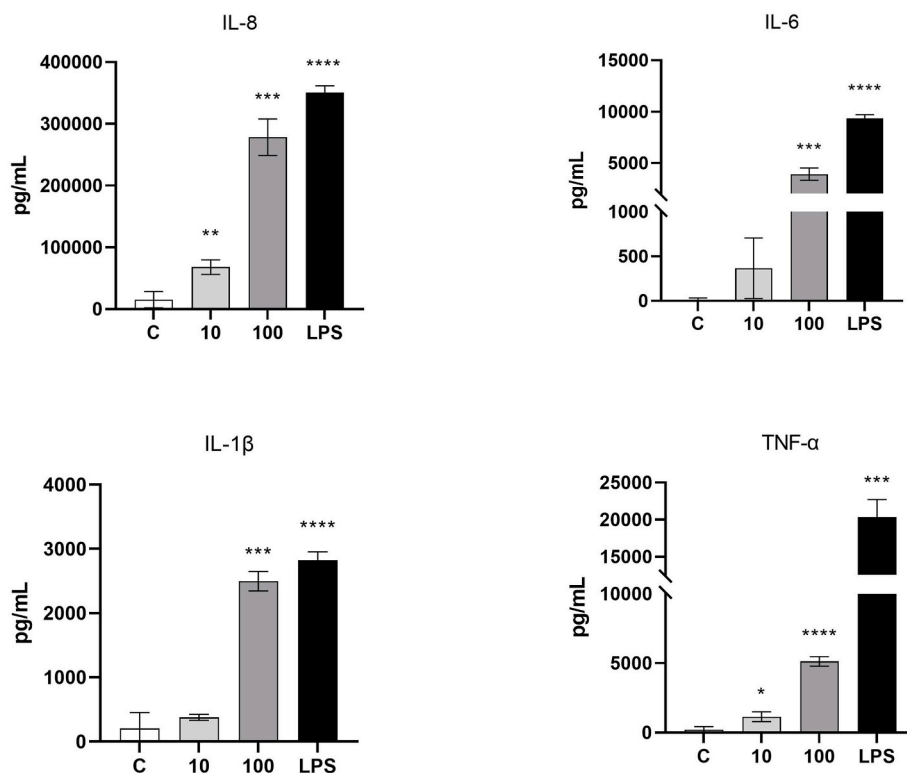 IL-8
400000
300000
200000
100000
0
pg/mL
**
***
****
C 10 100 LPS
IL-6
15000
10000
5000
1000
500
0
pg/mL
***
****
C 10 100 LPS
IL-1β
4000
3000
2000
1000
0
pg/mL
***
****
C 10 100 LPS
TNF-α
25000
20000
15000
10000
5000
0
pg/mL
*
****
***
C 10 100 LPS